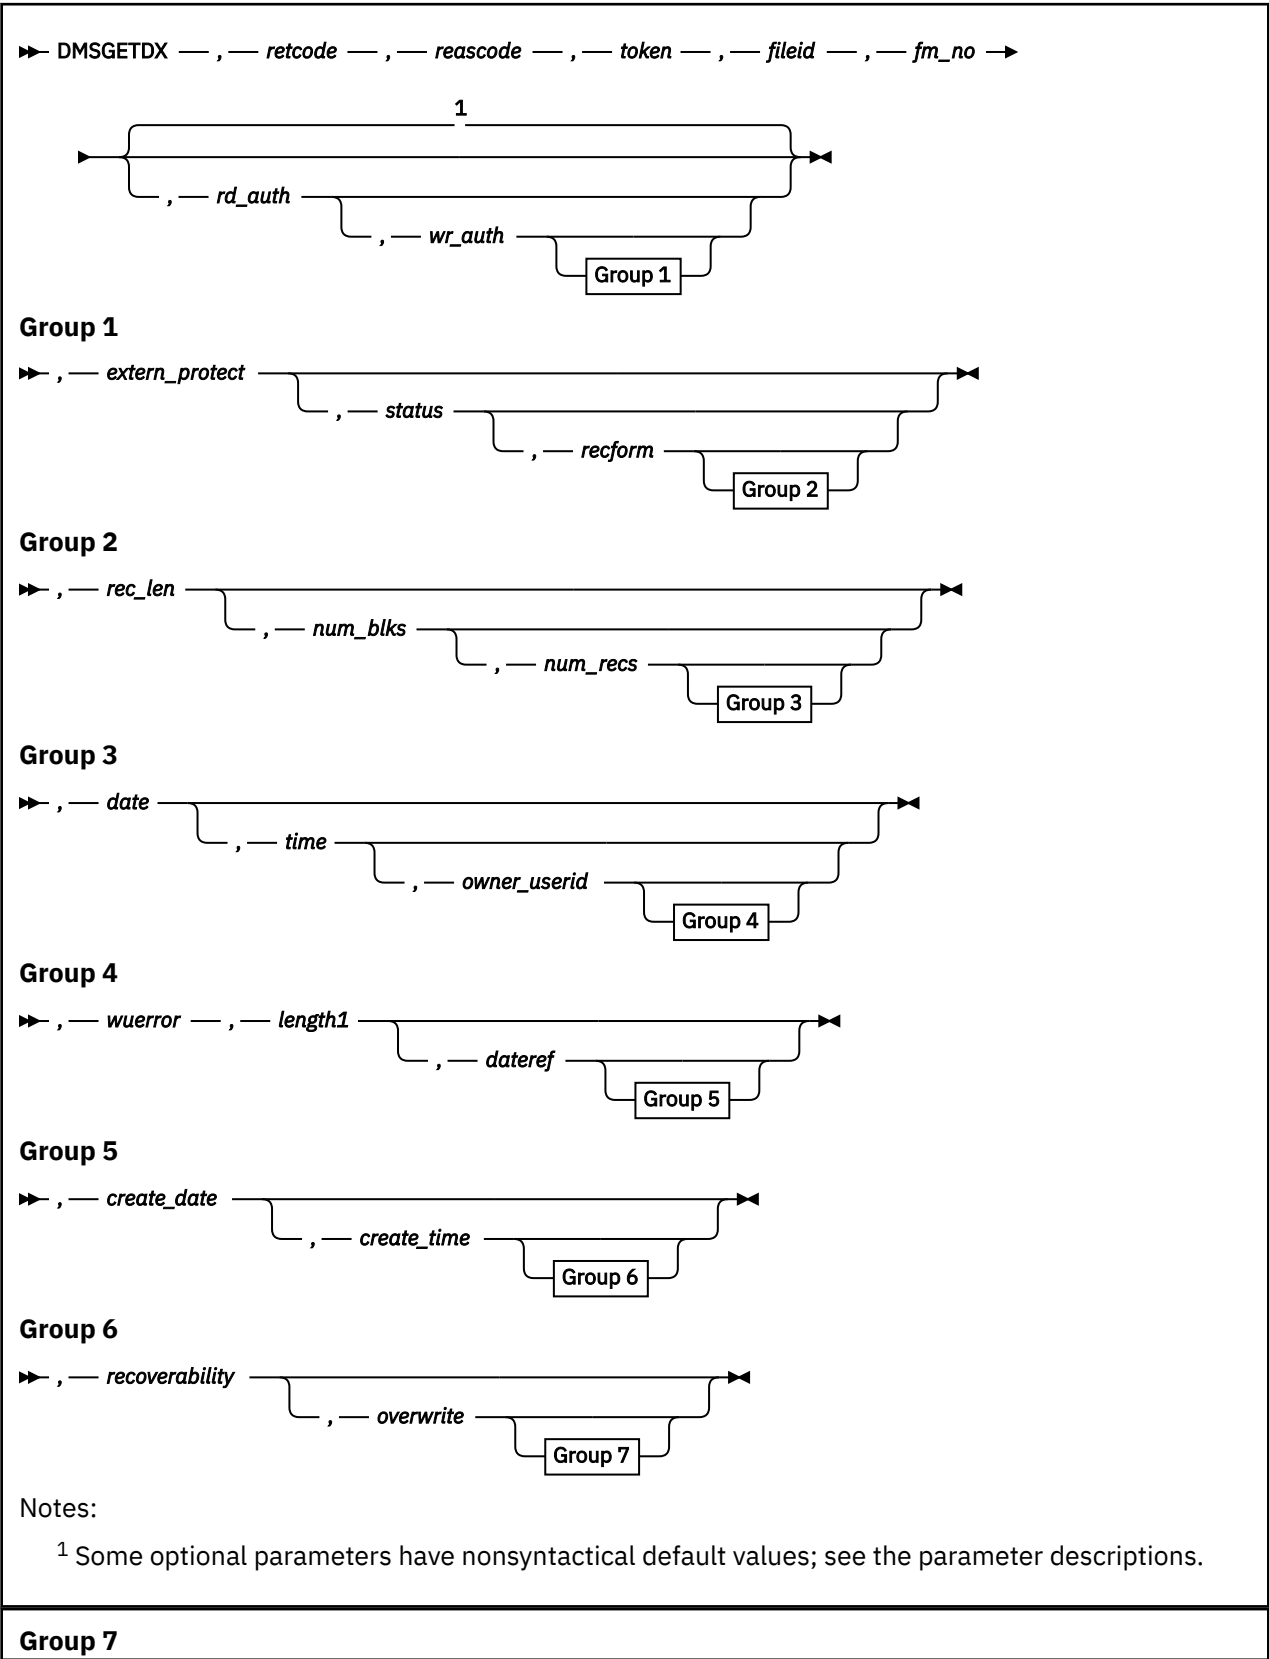 DMSGETDX , retcode , reascode , token , fileid , fm_no
1
, rd_auth
, wr_auth
Group 1
Group 1
, extern_protect
, status
, recform
Group 2
Group 2
, rec_len
, num_blks
, num_recs
Group 3
Group 3
, date
, time
, owner_userid
Group 4
Group 4
, wuerror , length1
, dateref
Group 5
Group 5
, create_date
, create_time
Group 6
Group 6
, recoverability
, overwrite
Group 7
Notes:
1 Some optional parameters have nonsyntactical default values; see the parameter descriptions.
Group 7